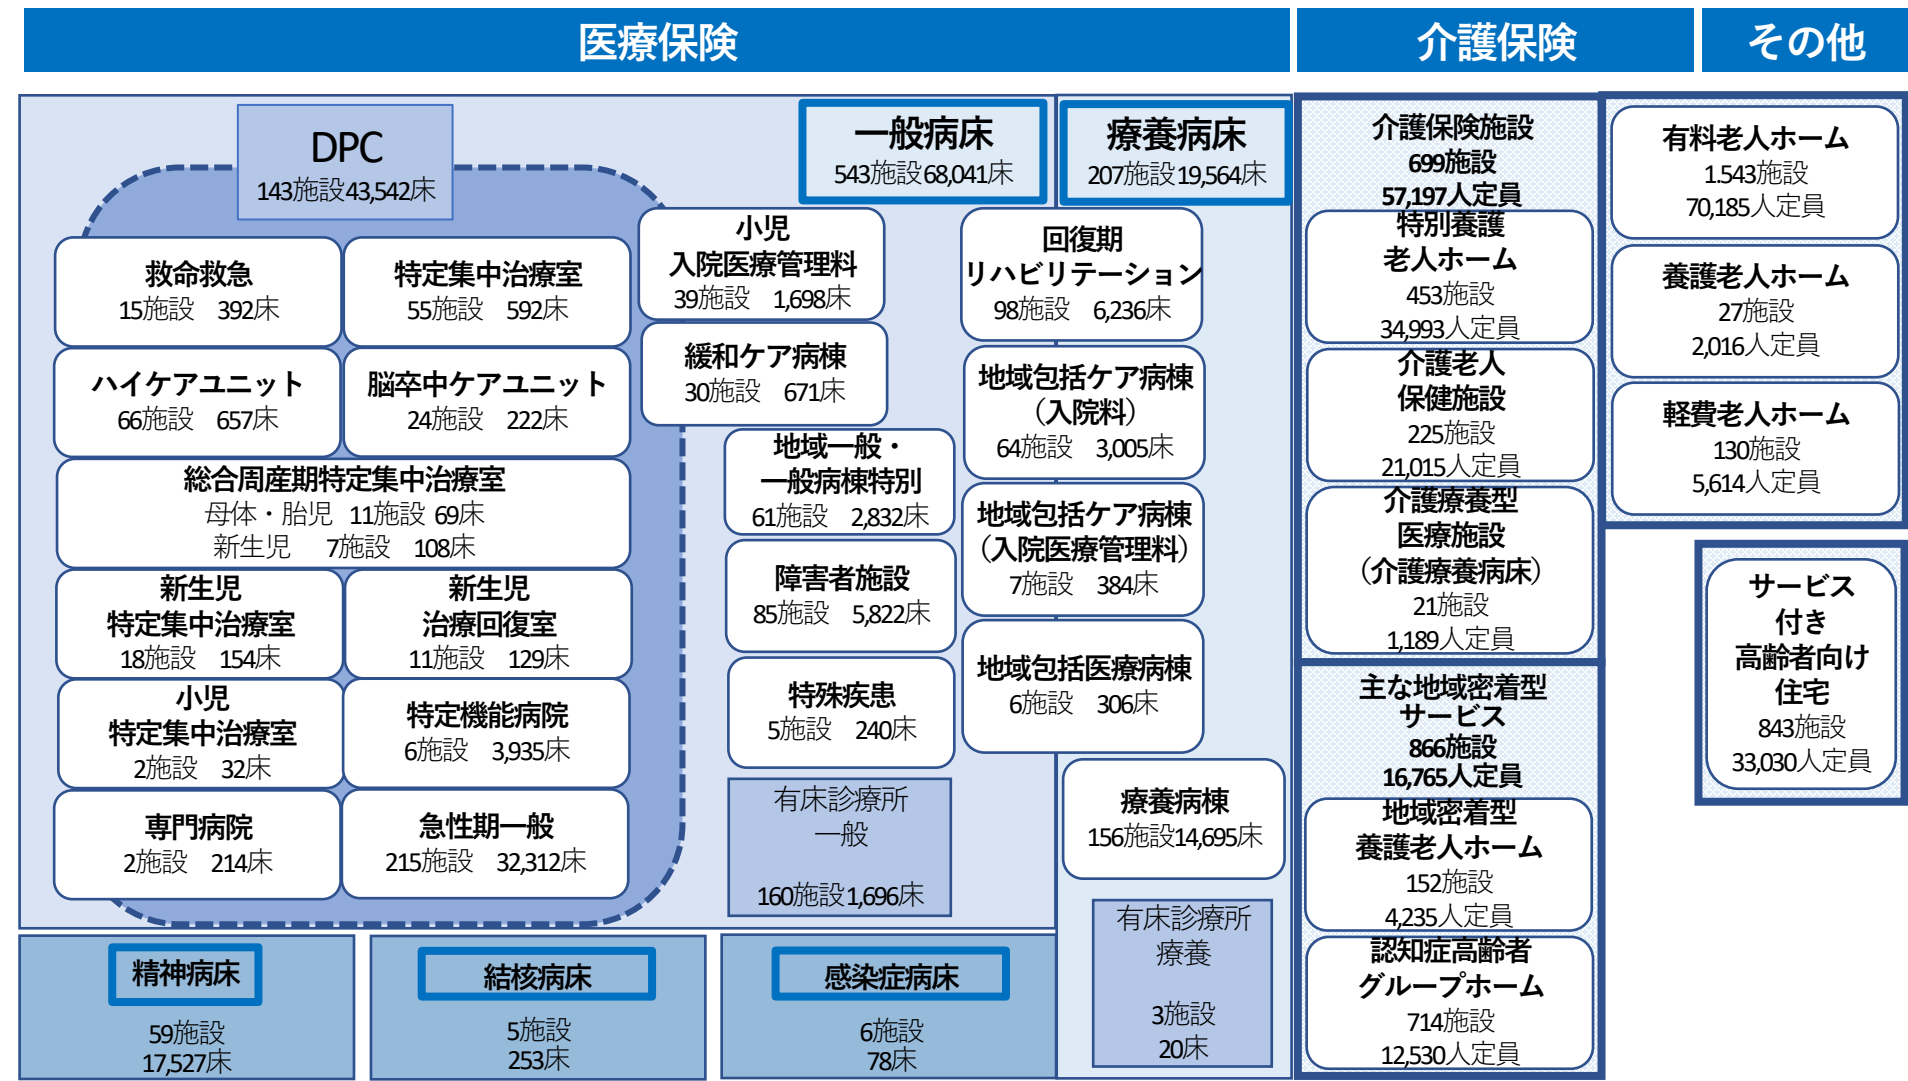 医療保険
介護保険
その他
DPC
143施設43,542床
一般病床
543施設68,041床
療養病床
207施設19,564床
救命救急
15施設　392床
特定集中治療室
55施設　592床
ハイケアユニット
66施設　657床
脳卒中ケアユニット
24施設　222床
総合周産期特定集中治療室
母体・胎児　11施設 69床
新生児　7施設　108床
新生児
特定集中治療室
18施設　154床
新生児
治療回復室
11施設　129床
小児
特定集中治療室
2施設　32床
特定機能病院
6施設　3,935床
専門病院
2施設　214床
急性期一般
215施設　32,312床
小児
入院医療管理料
39施設　1,698床
緩和ケア病棟
30施設　671床
地域一般・
一般病棟特別
61施設　2,832床
障害者施設
85施設　5,822床
特殊疾患
5施設　240床
有床診療所
一般
160施設1,696床
回復期
リハビリテーション
98施設　6,236床
地域包括ケア病棟
（入院料）
64施設　3,005床
地域包括ケア病棟
（入院医療管理料）
7施設　384床
地域包括医療病棟
6施設　306床
療養病棟
156施設14,695床
有床診療所
療養
3施設
20床
精神病床
59施設
17,527床
結核病床
5施設
253床
感染症病床
6施設
78床
介護保険施設
699施設
57,197人定員
特別養護
老人ホーム
453施設
34,993人定員
介護老人
保健施設
225施設
21,015人定員
介護療養型
医療施設
（介護療養病床）
21施設
1,189人定員
主な地域密着型
サービス
866施設
16,765人定員
地域密着型
養護老人ホーム
152施設
4,235人定員
認知症高齢者
グループホーム
714施設
12,530人定員
有料老人ホーム
1.543施設
70,185人定員
養護老人ホーム
27施設
2,016人定員
軽費老人ホーム
130施設
5,614人定員
サービス
付き
高齢者向け
住宅
843施設
33,030人定員